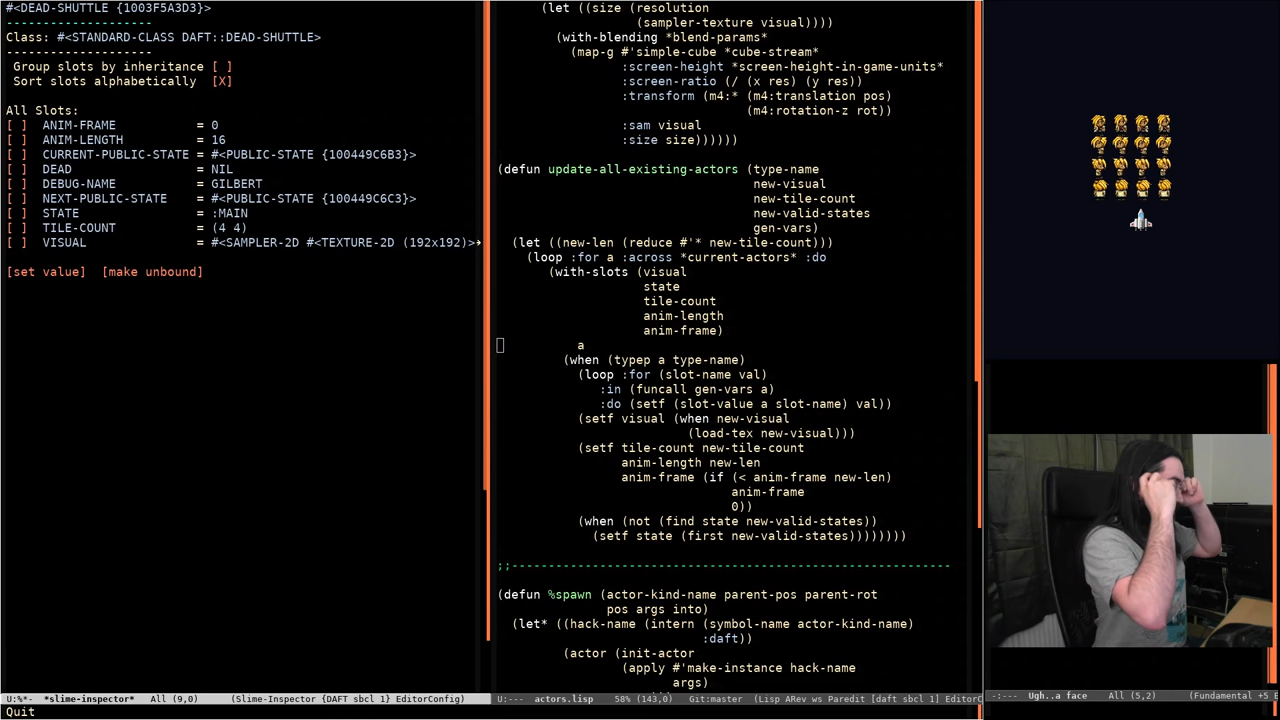 #<DEAD-SHUTTLE {1003F5A3D3}>
--------------------
Class: #<STANDARD-CLASS DAFT::DEAD-SHUTTLE>
--------------------
Group slots by inheritance [ ]
Sort slots alphabetically  [X]
All Slots:
[ ]  ANIM-FRAME           = 0
[ ]  ANIM-LENGTH          = 16
[ ]  CURRENT-PUBLIC-STATE = #<PUBLIC-STATE {100449C6B3}>
[ ]  DEAD                 = NIL
[ ]  DEBUG-NAME           = GILBERT
[ ]  NEXT-PUBLIC-STATE    = #<PUBLIC-STATE {100449C6C3}>
[ ]  STATE                = :MAIN
[ ]  TILE-COUNT           = (4 4)
[ ]  VISUAL               = #<SAMPLER-2D #<TEXTURE-2D (192x192)>
[set value]  [make unbound]
U:%*-  *slime-inspector*   All (9,0)     (Slime-Inspector {DAFT sbcl 1} EditorConfig)
Quit
(let ((size (resolution
(sampler-texture visual))))
(with-blending *blend-params*
(map-g #'simple-cube *cube-stream*
:screen-height *screen-height-in-game-units*
:screen-ratio (/ (x res) (y res))
:transform (m4:* (m4:translation pos)
(m4:rotation-z rot))
:sam visual
:size size))))))
(defun update-all-existing-actors (type-name
new-visual
new-tile-count
new-valid-states
gen-vars)
(let ((new-len (reduce #'* new-tile-count)))
(loop :for a :across *current-actors* :do
(with-slots (visual
state
tile-count
anim-length
anim-frame)
a
(when (typep a type-name)
(loop :for (slot-name val)
:in (funcall gen-vars a)
:do (setf (slot-value a slot-name) val))
(setf visual (when new-visual
(load-tex new-visual)))
(setf tile-count new-tile-count
anim-length new-len
anim-frame (if (< anim-frame new-len)
anim-frame
0))
(when (not (find state new-valid-states))
(setf state (first new-valid-states))))))))
;;------------------------------------------------------------
(defun %spawn (actor-kind-name parent-pos parent-rot
pos args into)
(let* ((hack-name (intern (symbol-name actor-kind-name)
:daft))
(actor (init-actor
(apply #'make-instance hack-name
args)
U:---  actors.lisp    58% (143,0)   Git:master   (Lisp ARev ws Paredit [daft sbcl 1] EditorC
-:---  Ugh..a face    All (5,2)      (Fundamental +5 E